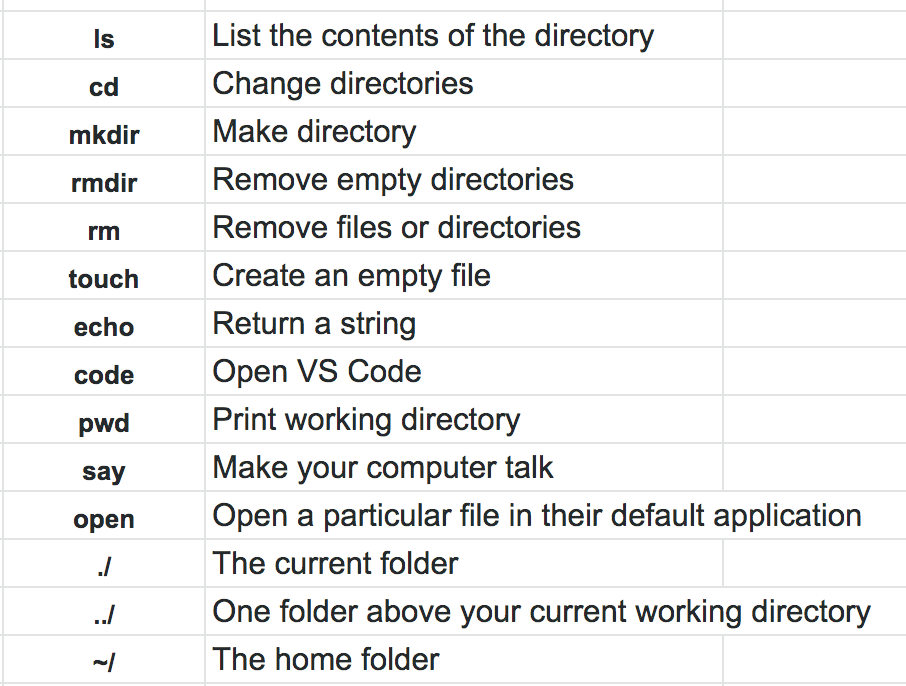 ls List the contents of the directory
cd Change directories
mkdir Make directory
rmdir Remove empty directories
rm Remove files or directories
touch Create an empty file
echo Return a string
code Open VS Code
pwd Print working directory
say Make your computer talk
open Open a particular file in their default application
./ The current folder
../ One folder above your current working directory
~/ The home folder